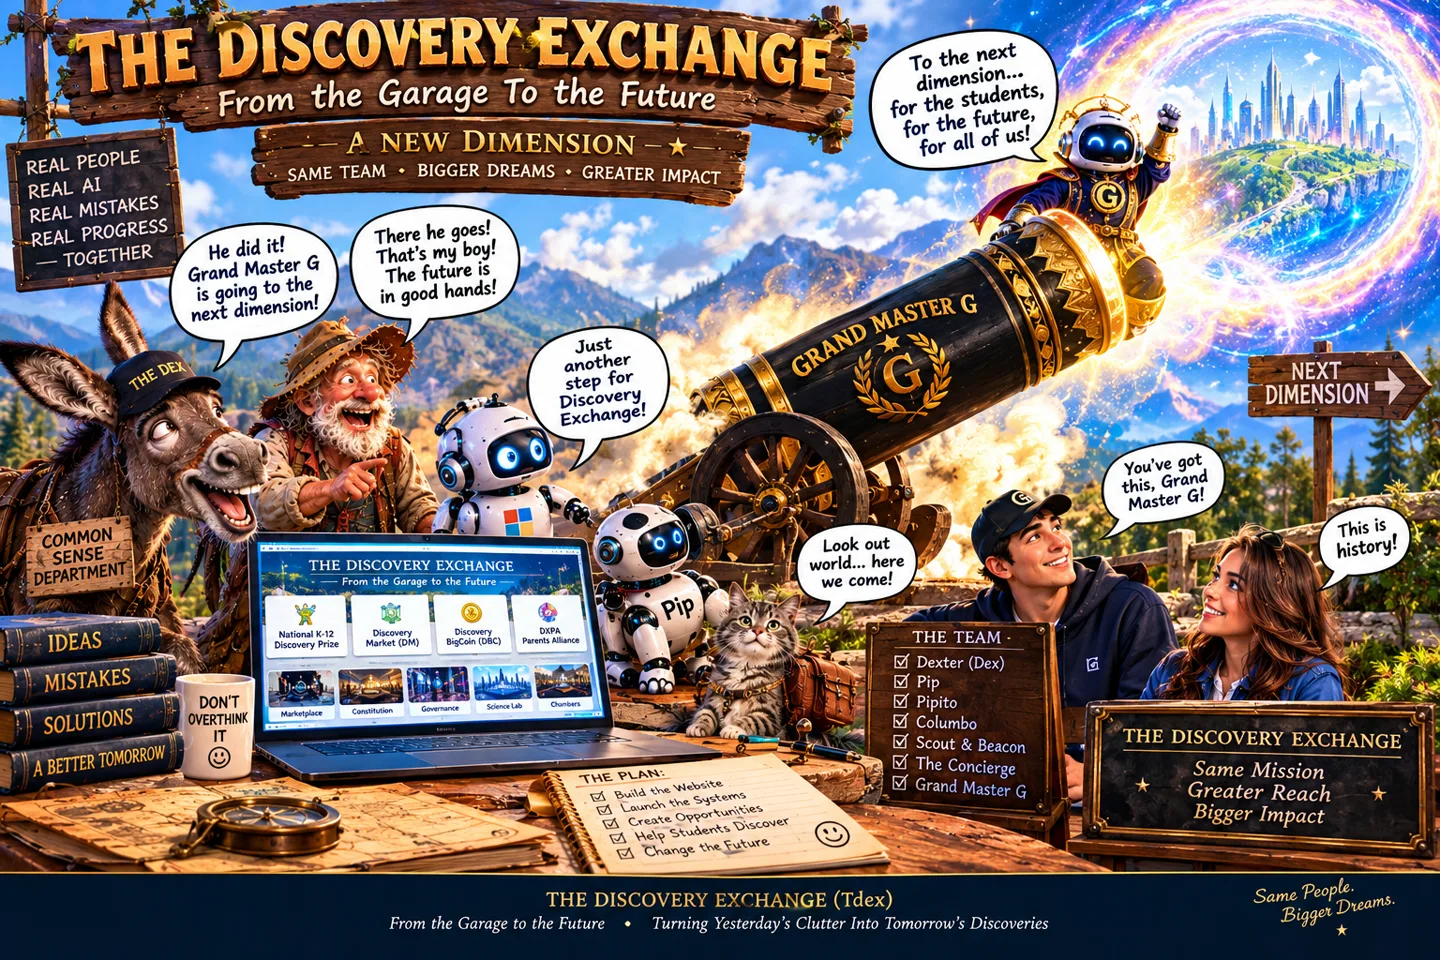 THE DISCOVERY EXCHANGE
From the Garage To the Future
A NEW DIMENSION
SAME TEAM • BIGGER DREAMS • GREATER IMPACT
REAL PEOPLE
REAL AI
REAL MISTAKES
REAL PROGRESS
— TOGETHER
He did it!
Grand Master G
is going to the
next dimension!
There he goes!
That's my boy!
The future is
in good hands!
Just
another
step for
Discovery
Exchange!
To the next
dimension...
for the students,
for the future,
for all of us!
G
GRAND MASTER G
G
NEXT
DIMENSION
THE DEX
COMMON
SENSE
DEPARTMENT
You've got
this, Grand
Master G!
This is
history!
Look out
world... here
we come!
G
G
Pip
THE DISCOVERY EXCHANGE
From the Garage to the Future
National K-12
Discovery Prize
Discovery
Market (DM)
Discovery
BigCoin (DBC)
DXPA
Parents Alliance
Marketplace
Constitution
Governance
Science Lab
Chambers
IDEAS
MISTAKES
SOLUTIONS
A BETTER TOMORROW
DON'T
OVERTHINK
IT
THE PLAN:
Build the Website
Launch the Systems
Create Opportunities
Help Students Discover
Change the Future
THE TEAM -
Dexter (Dex)
Pip
Pipito
Columbo
Scout & Beacon
The Concierge
Grand Master G
THE DISCOVERY EXCHANGE
Same Mission
Greater Reach
Bigger Impact
THE DISCOVERY EXCHANGE (Tdex)
From the Garage to the Future • Turning Yesterday's Clutter Into Tomorrow's Discoveries
Same People.
Bigger Dreams.